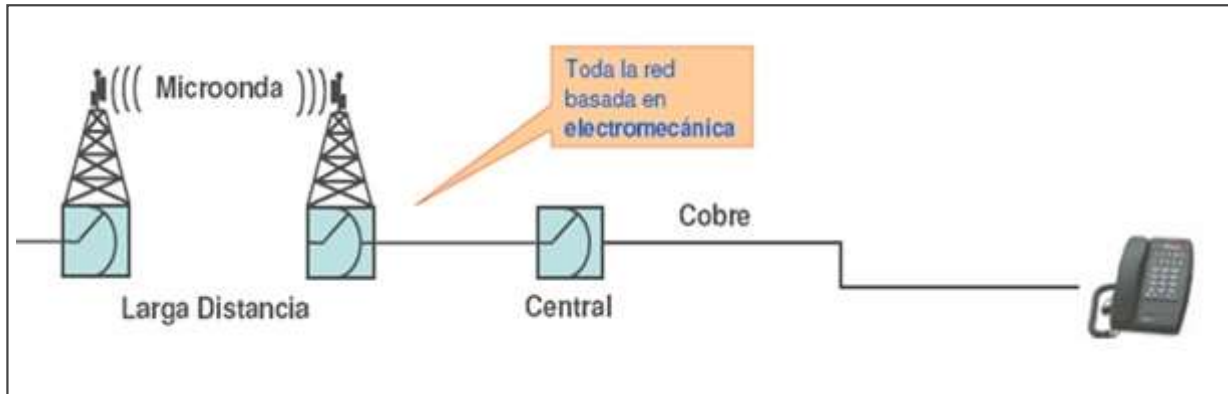 Microonda
Toda la red
basada en
electromecánica
Cobre
Larga Distancia
Central